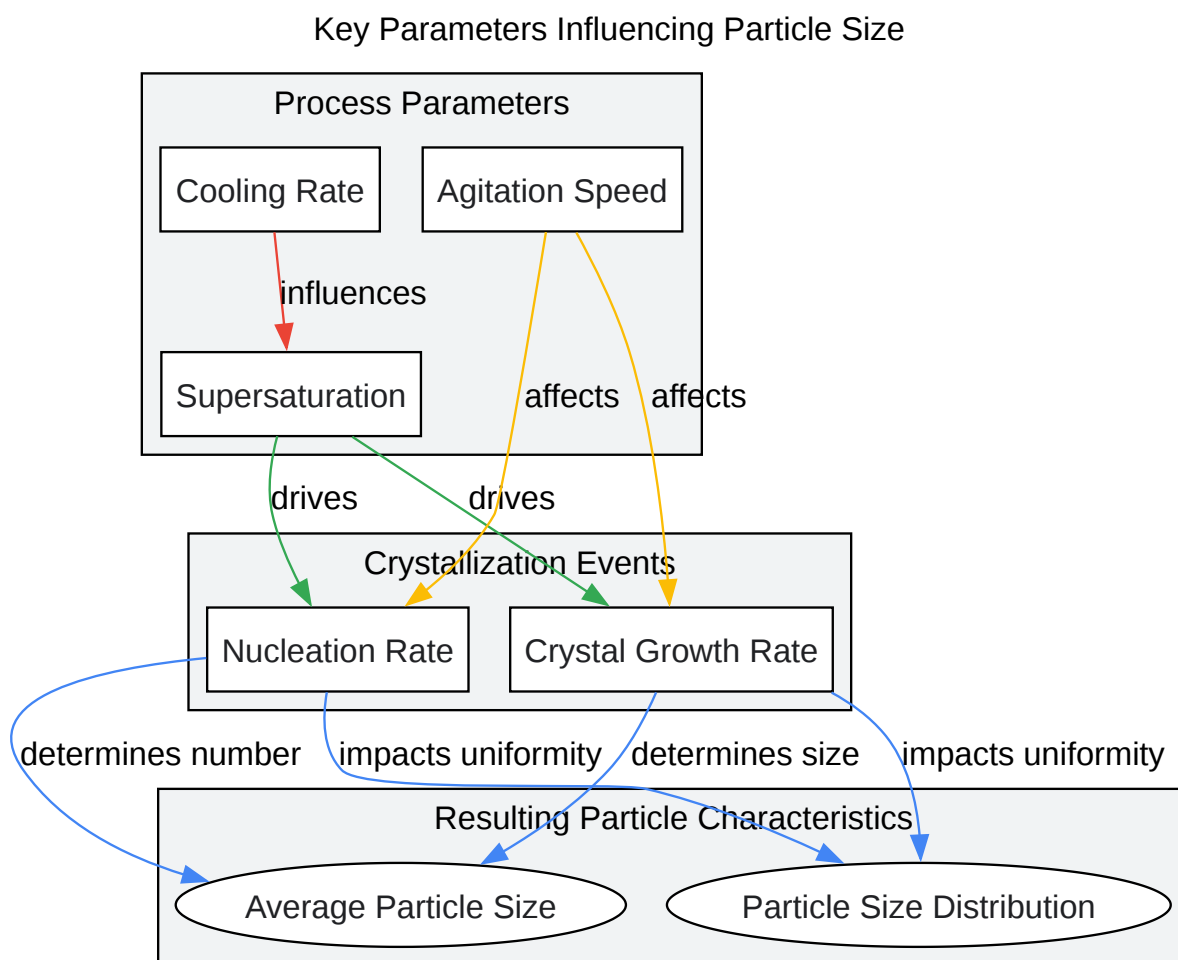 Key Parameters Influencing Particle Size
Process Parameters
Cooling Rate
Agitation Speed
influences
Supersaturation
affects
affects
drives
drives
Crystallization Events
Nucleation Rate
Crystal Growth Rate
determines number
impacts uniformity
determines size
impacts uniformity
Resulting Particle Characteristics
Average Particle Size
Particle Size Distribution